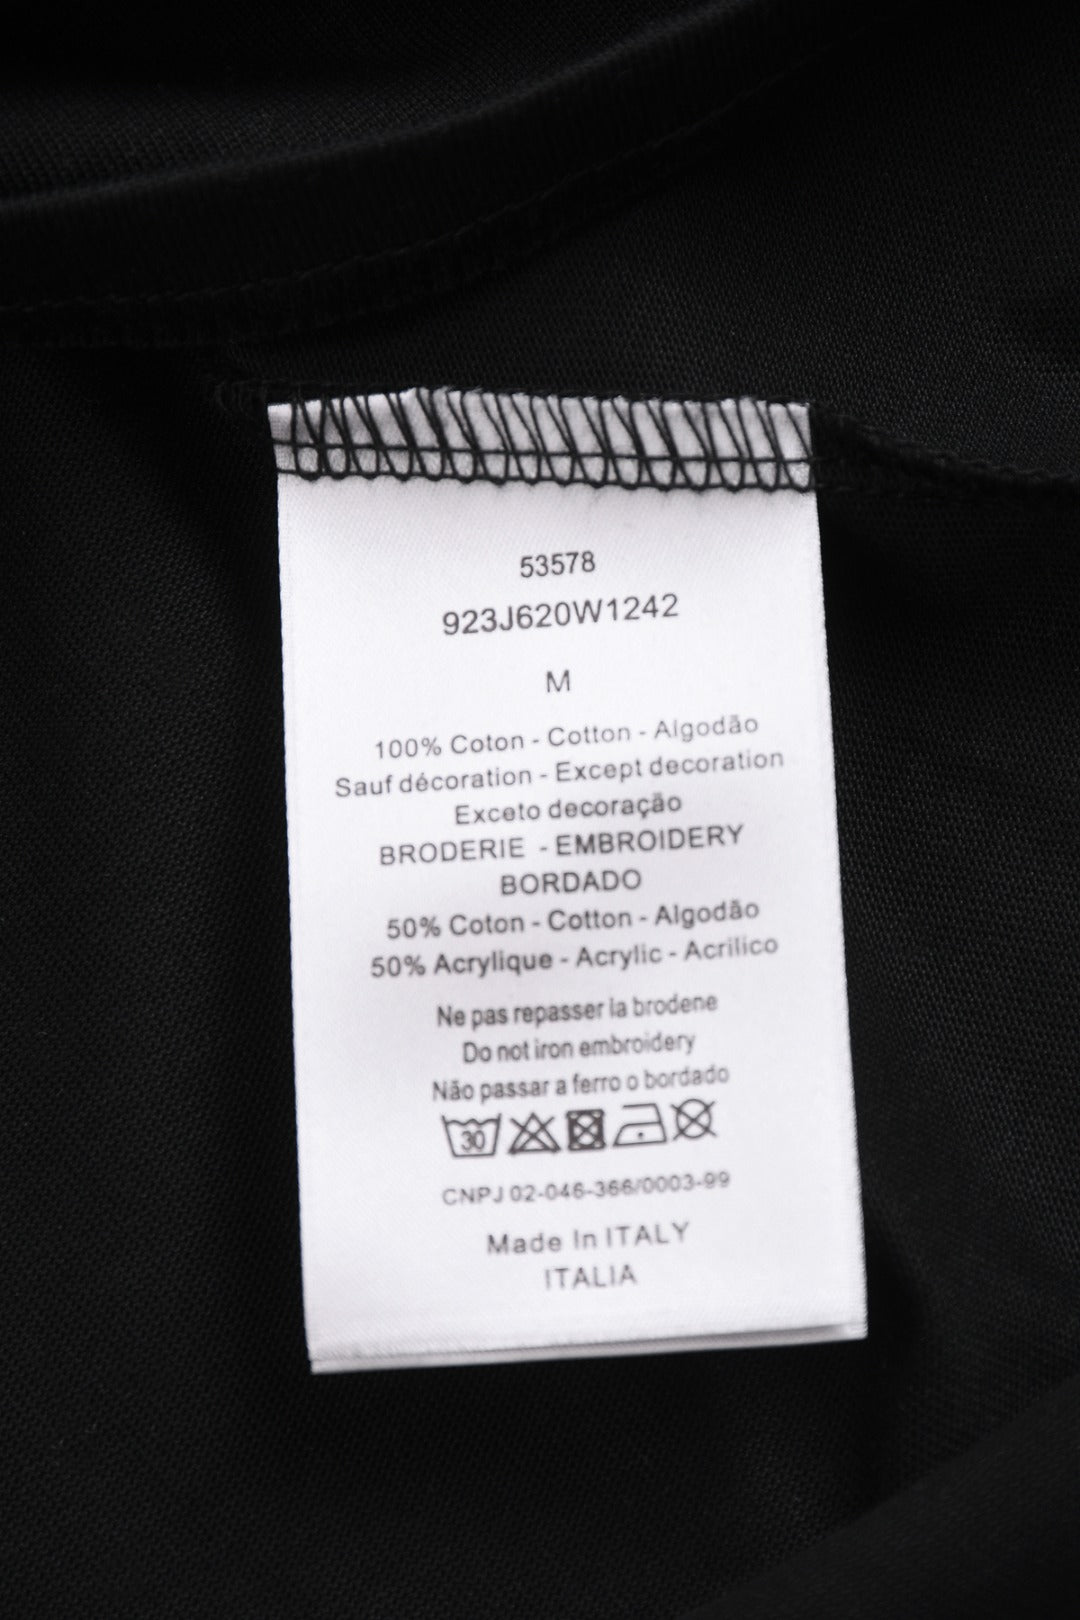 53578
923J620W1242
M
100% Coton - Cotton - Algodão
Sauf décoration - Except decoration
Exceto decoração
BRODERIE - EMBROIDERY
BORDADO
50% Coton - Cotton - Algodão
50% Acrylique - Acrylic - Acrilico
Ne pas repasser la brodene
Do not iron embroidery
Não passar a ferro o bordado
30
CNPJ 02-046-366/0003-99
Made In ITALY
ITALIA